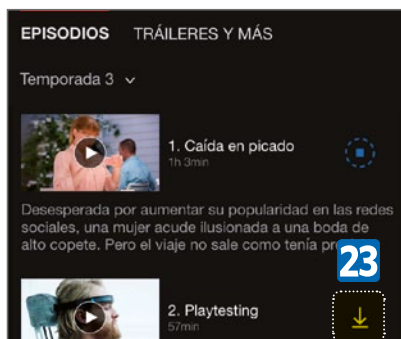 EPISODIOS TRÁILERES Y MÁS
Temporada 3
1. Caída en picado
1h 3min
Desesperada por aumentar su popularidad en las redes
sociales, una mujer acude ilusionada a una boda de
alto copete. Pero el viaje no sale como tenía
23
2. Playtesting
57min